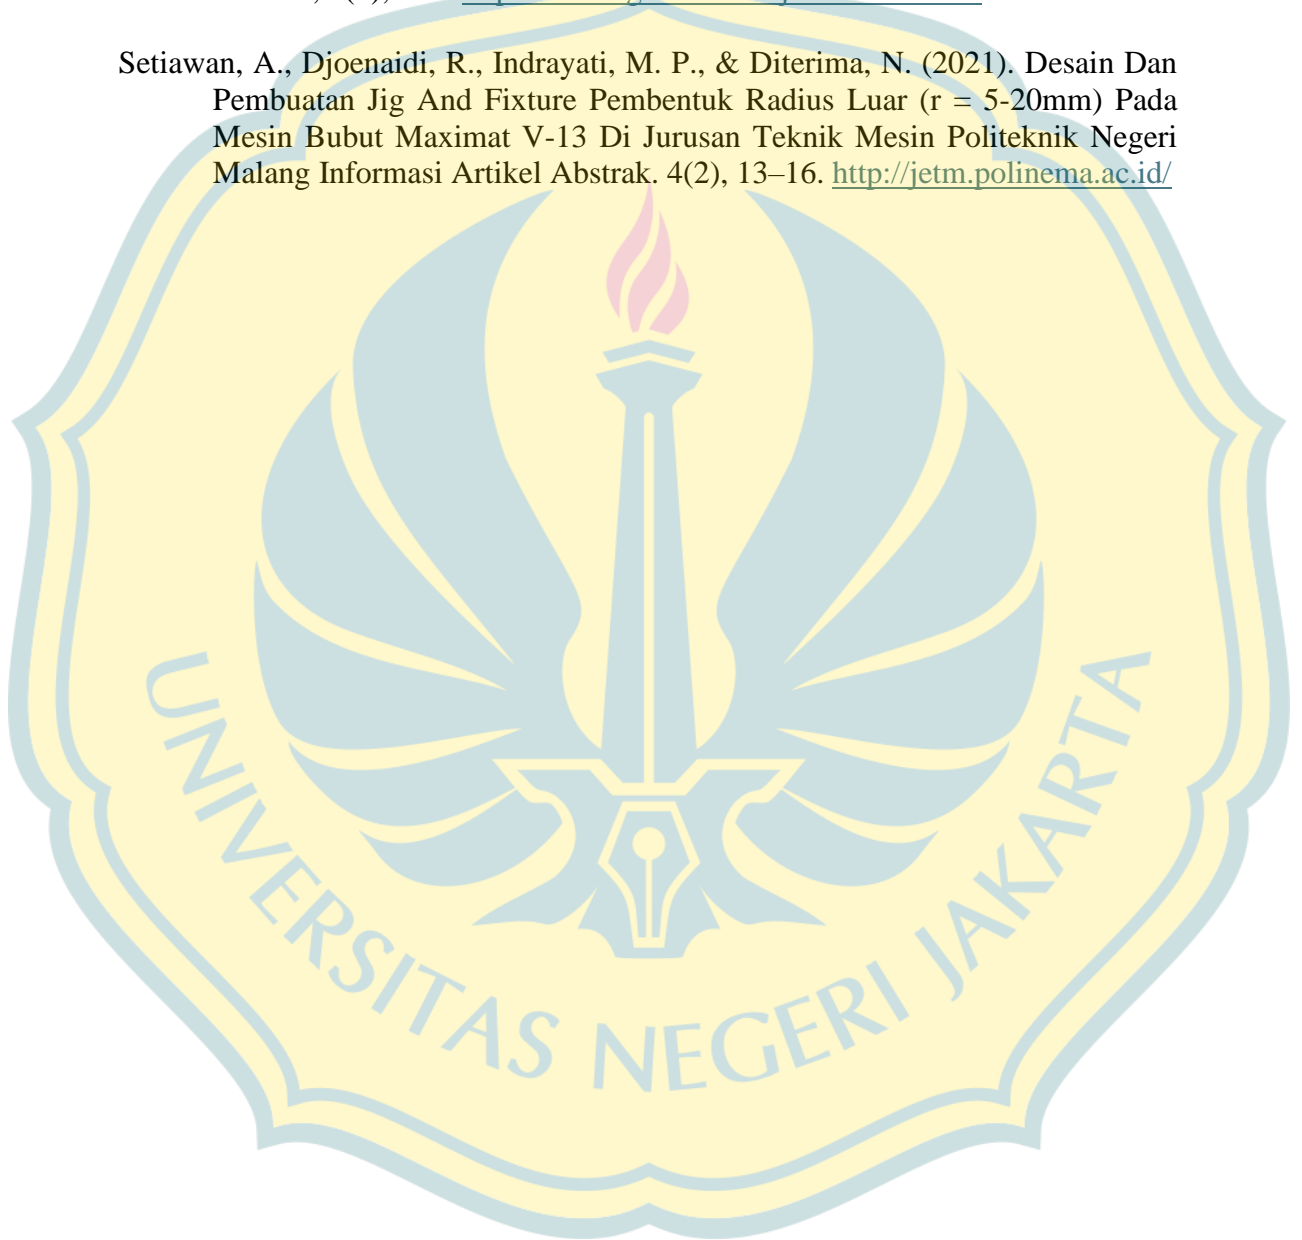 Setiawan, A., Djoenaidi, R., Indrayati, M. P., & Diterima, N. (2021). Desain Dan
Pembuatan Jig And Fixture Pembentuk Radius Luar (r = 5-20mm) Pada
Mesin Bubut Maximat V-13 Di Jurusan Teknik Mesin Politeknik Negeri
Malang Informasi Artikel Abstrak. 4(2), 13–16. http://jetm.polinema.ac.id/
UNIVERSITAS NEGERI JAKARTA